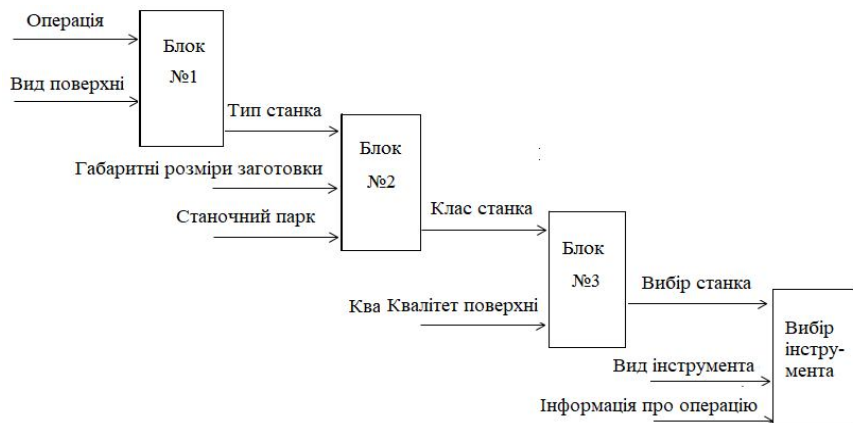 Операція
Блок
№1
Вид поверхні
Тип станка
Блок
№2
Габаритні розміри заготовки
Станочний парк
Клас станка
Блок
№3
Ква Квалітет поверхні
Вибір станка
Вибір
інстру-
мента
Вид інструмента
Інформація про операцію